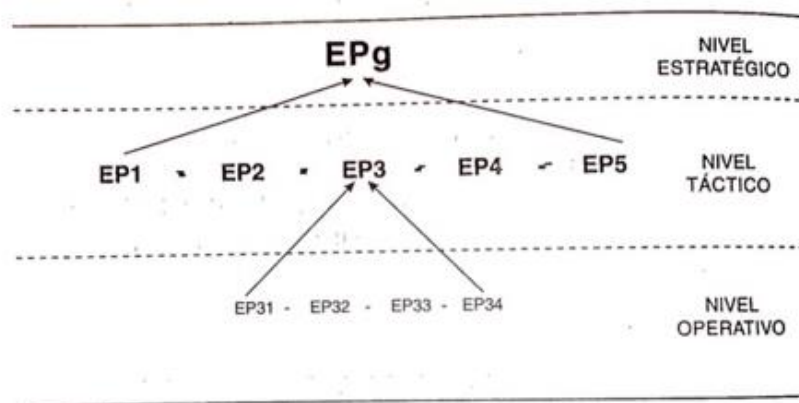 EPg
NIVEL
ESTRATÉGICO
EP1 - EP2 - EP3 - EP4 - EP5
NIVEL
TÁCTICO
EP31 - EP32 - EP33 - EP34
NIVEL
OPERATIVO